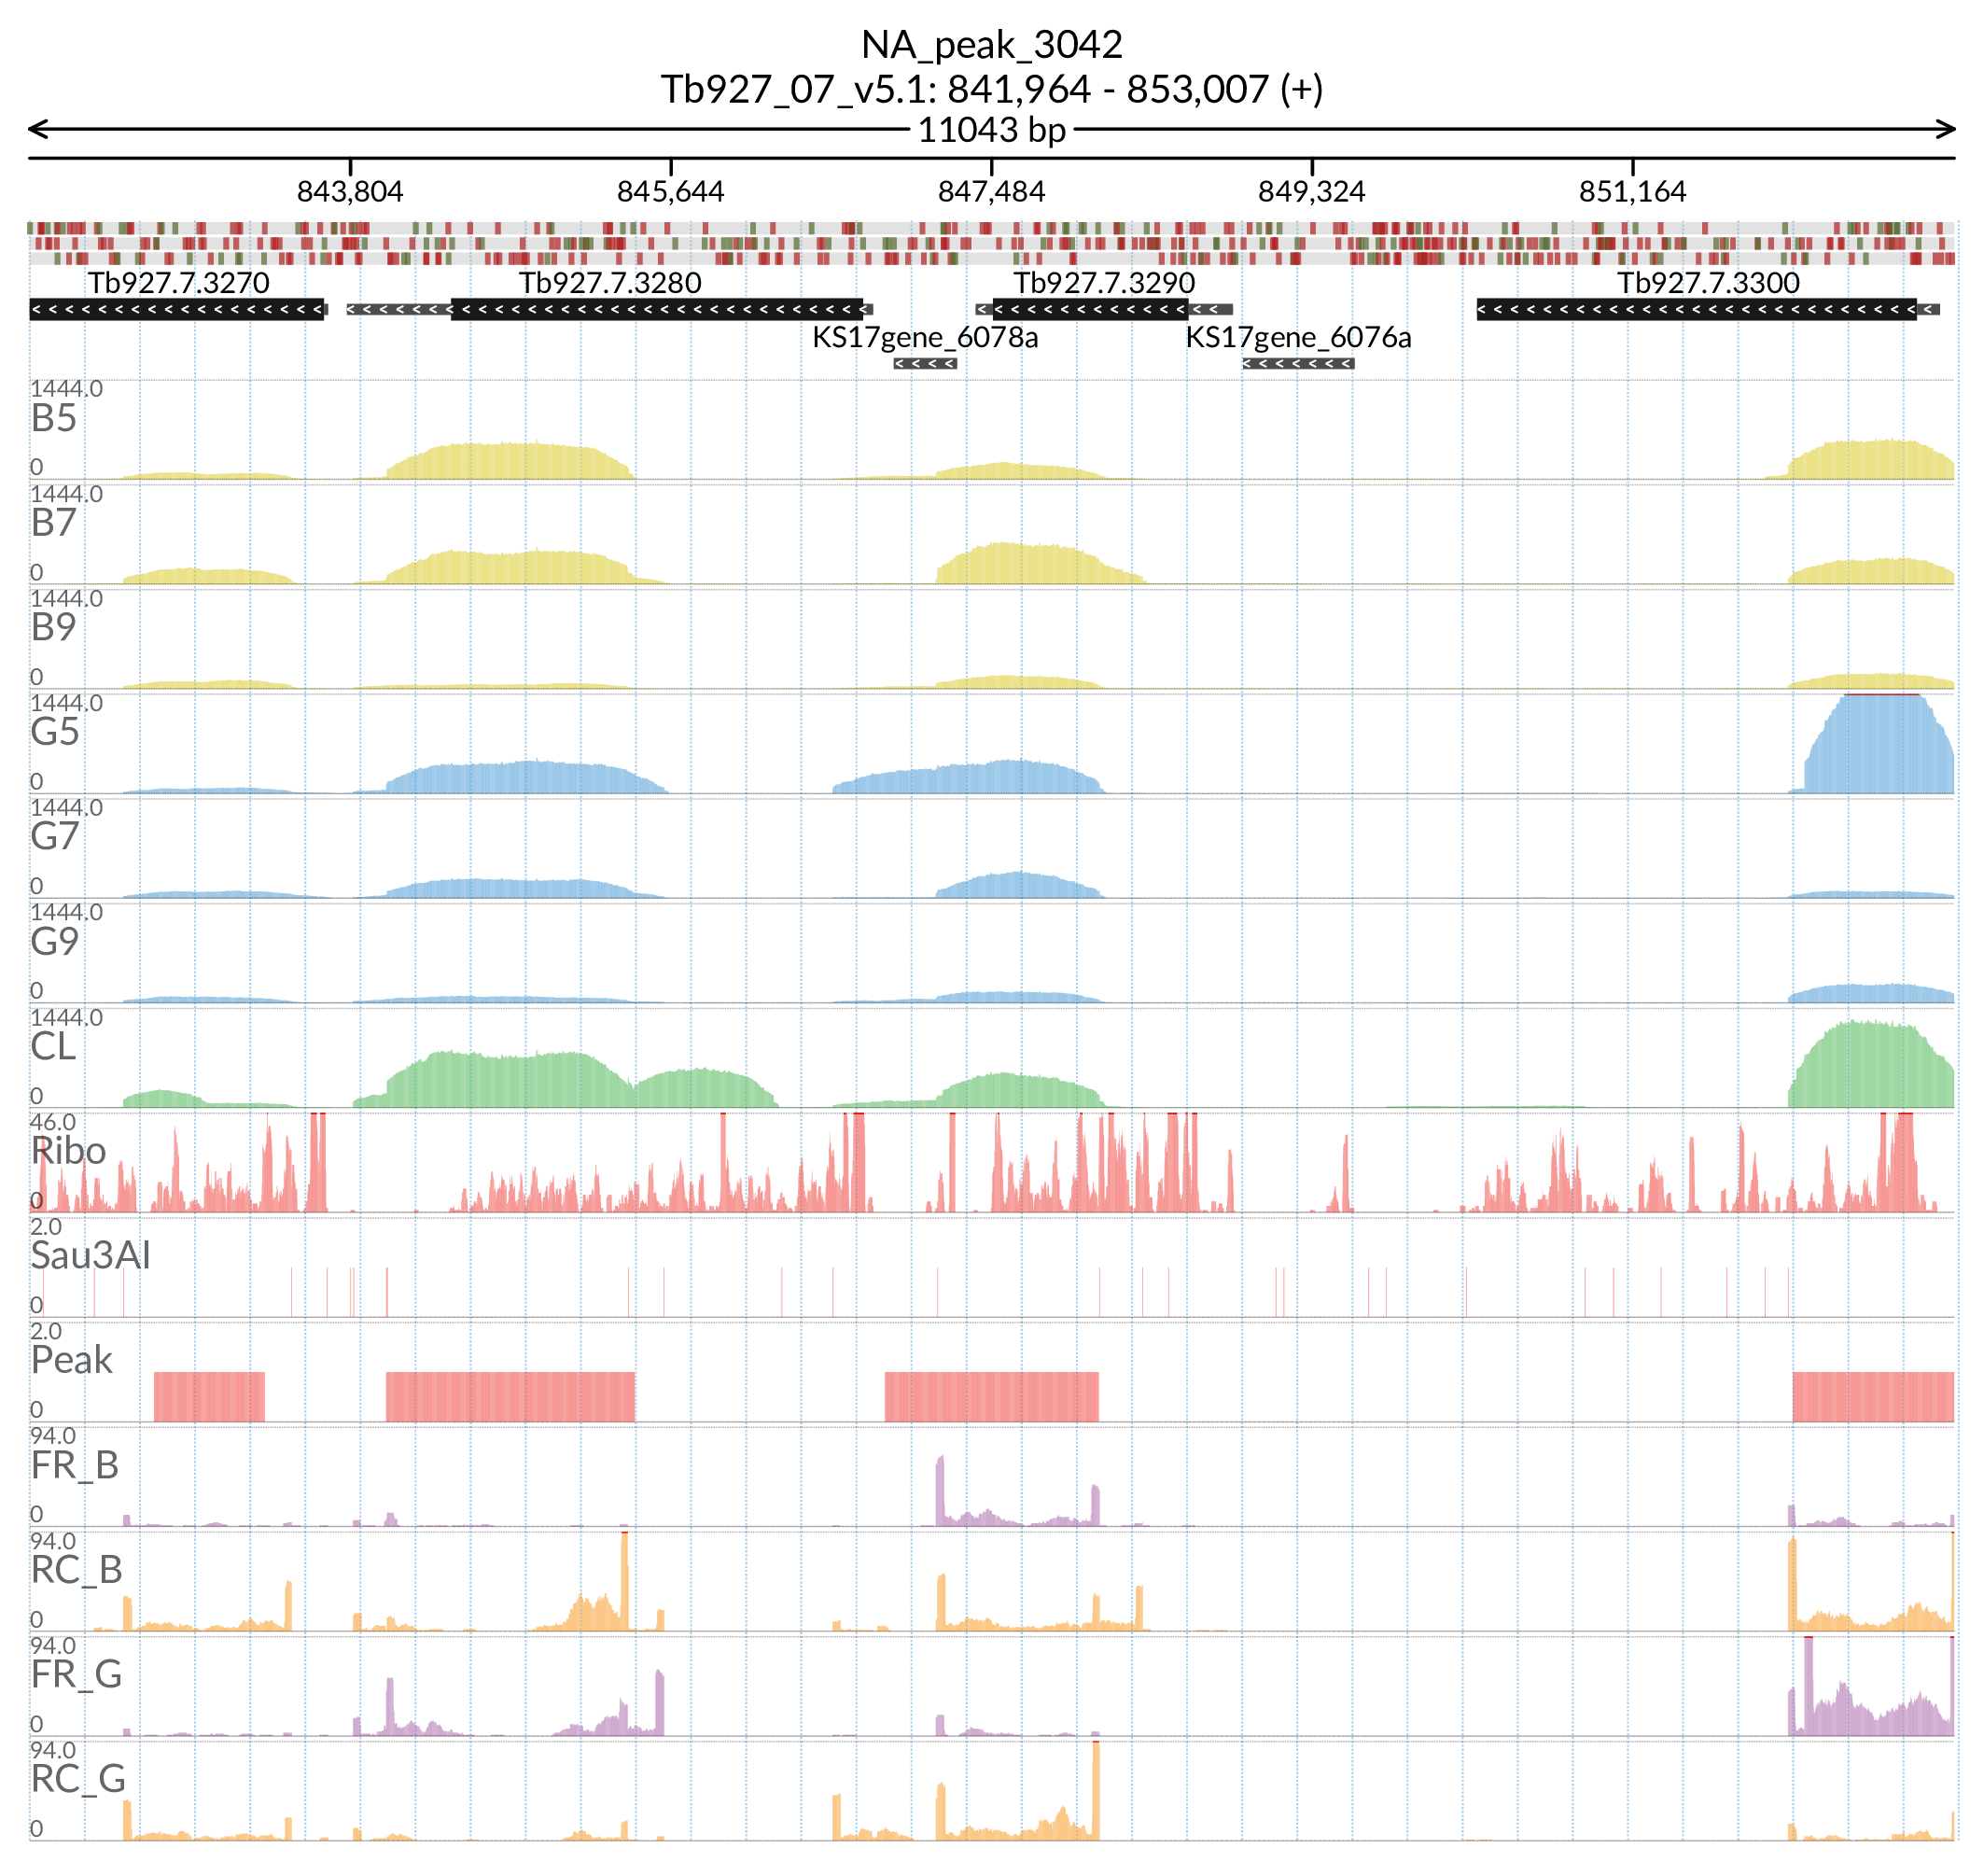 NA_peak_3042
Tb927_07_v5.1: 841,964 - 853,007 (+)
11043 bp
843,804 845,644 847,484 849,324 851,164
Tb927.7.3270 Tb927.7.3280 Tb927.7.3290 Tb927.7.3300
KS17gene_6078a KS17gene_6076a
1444.0
B5
0
1444.0
B7
0
1444.0
B9
0
1444.0
G5
0
1444.0
G7
0
1444.0
G9
0
1444.0
CL
0
46.0
Ribo
0
2.0
Sau3AI
0
2.0
Peak
0
94.0
FR_B
0
94.0
RC_B
0
94.0
FR_G
0
94.0
RC_G
0